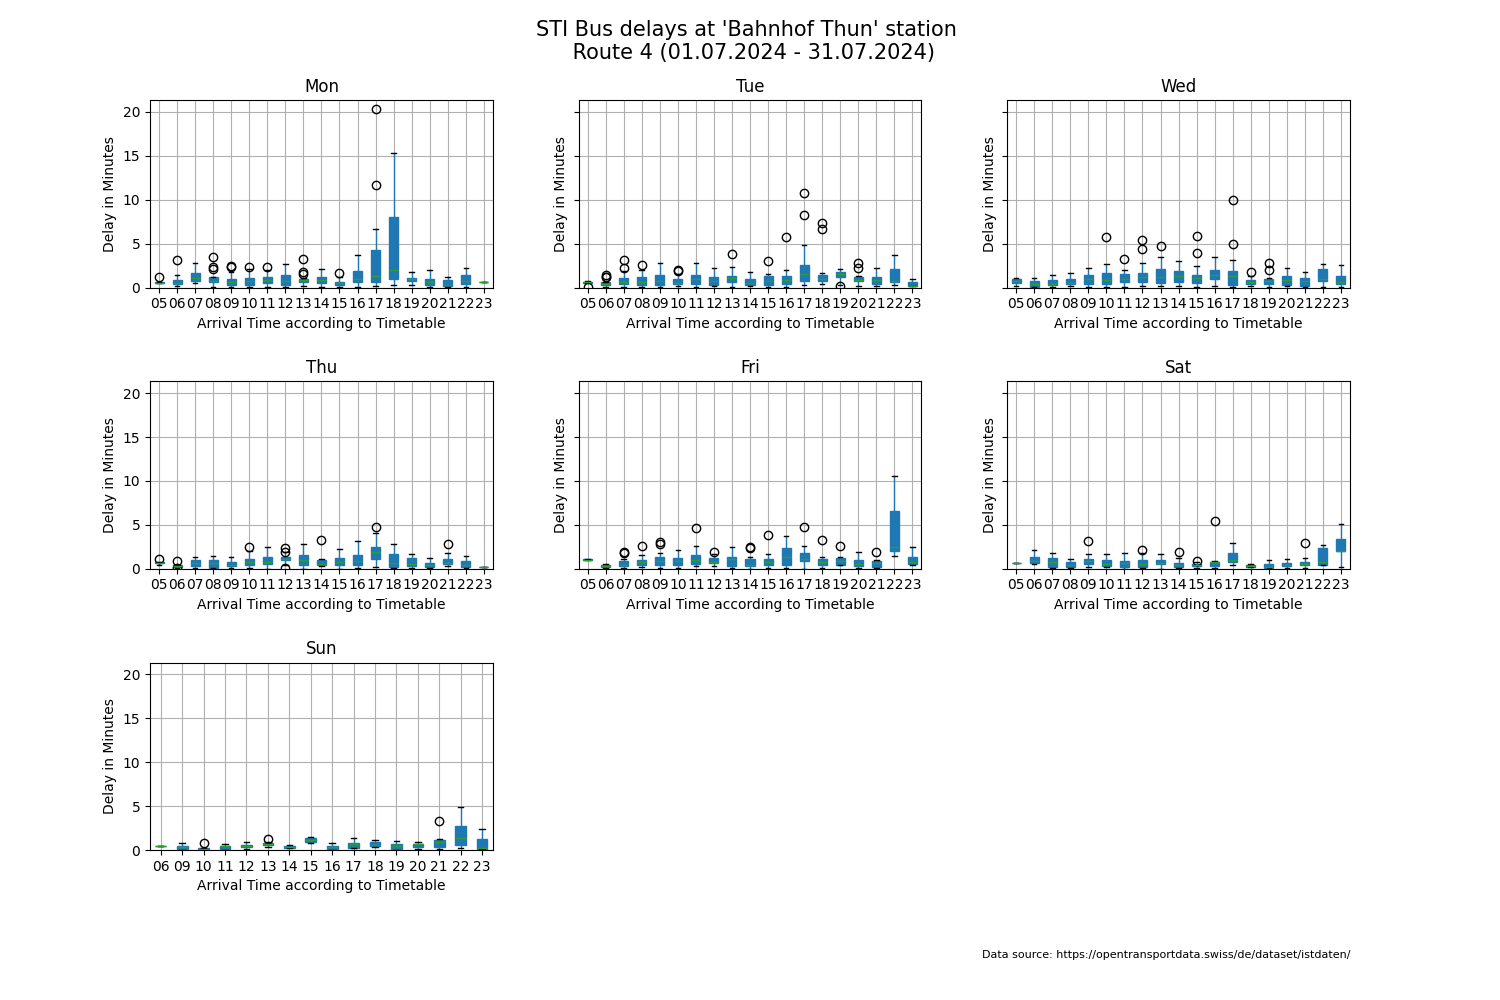 STI Bus delays at 'Bahnhof Thun' station
Route 4 (01.07.2024 - 31.07.2024)
Mon
Tue
Wed
20
15
10
5
0
Delay in Minutes
Delay in Minutes
Delay in Minutes
05 06 07 08 09 10 11 12 13 14 15 16 17 18 19 20 21 22 23
05 06 07 08 09 10 11 12 13 14 15 16 17 18 19 20 21 22 23
05 06 07 08 09 10 11 12 13 14 15 16 17 18 19 20 21 22 23
Arrival Time according to Timetable
Arrival Time according to Timetable
Arrival Time according to Timetable
Thu
Fri
Sat
20
15
10
5
0
Delay in Minutes
Delay in Minutes
Delay in Minutes
05 06 07 08 09 10 11 12 13 14 15 16 17 18 19 20 21 22 23
05 06 07 08 09 10 11 12 13 14 15 16 17 18 19 20 21 22 23
05 06 07 08 09 10 11 12 13 14 15 16 17 18 19 20 21 22 23
Arrival Time according to Timetable
Arrival Time according to Timetable
Arrival Time according to Timetable
Sun
20
15
10
5
0
Delay in Minutes
06 09 10 11 12 13 14 15 16 17 18 19 20 21 22 23
Arrival Time according to Timetable
Data source: https://opentransportdata.swiss/de/dataset/istdaten/